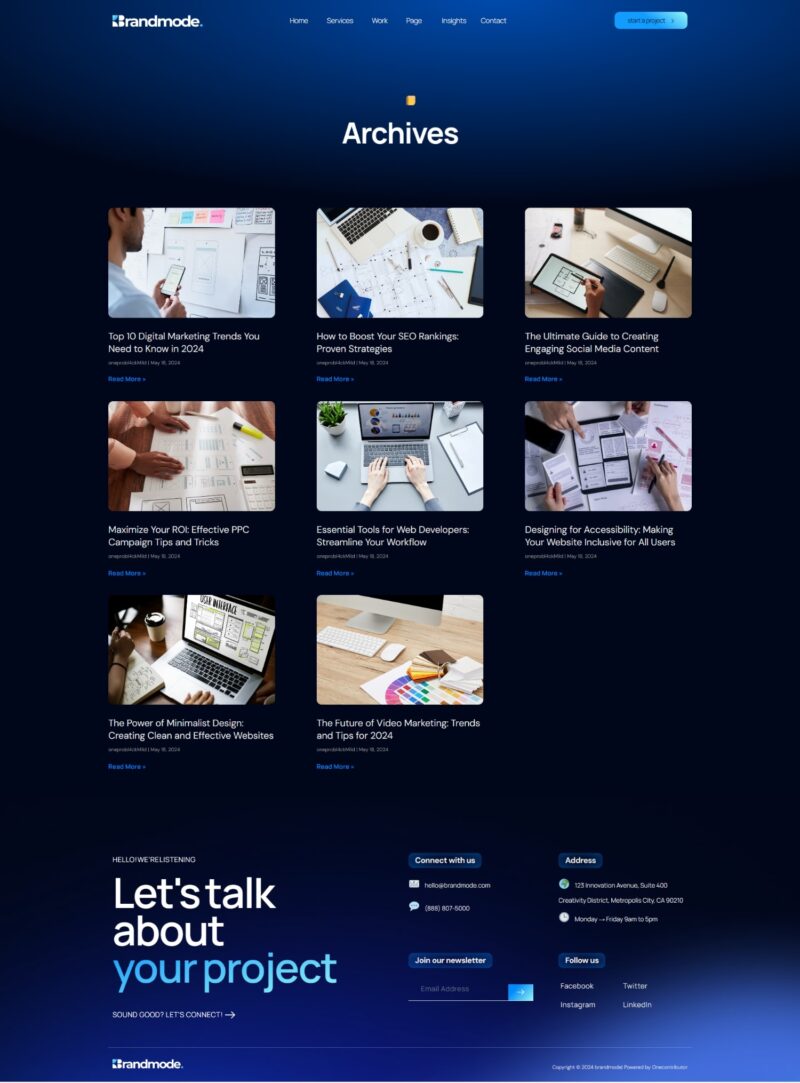 Brandmode.
Home Services Work Page Insights Contact
start a project >
Archives
Top 10 Digital Marketing Trends You
Need to Know in 2024
| May 18, 2024
Read More »
How to Boost Your SEO Rankings:
Proven Strategies
| May 18, 2024
Read More »
The Ultimate Guide to Creating
Engaging Social Media Content
| May 18, 2024
Read More »
Maximize Your ROI: Effective PPC
Campaign Tips and Tricks
| May 18, 2024
Read More »
Essential Tools for Web Developers:
Streamline Your Workflow
| May 18, 2024
Read More »
Designing for Accessibility: Making
Your Website Inclusive for All Users
| May 18, 2024
Read More »
USER INTERFACE
The Power of Minimalist Design:
Creating Clean and Effective Websites
| May 18, 2024
Read More »
The Future of Video Marketing: Trends
and Tips for 2024
| May 18, 2024
Read More »
HELLO! WE'RE LISTENING
Let's talk
about
your project
SOUND GOOD? LET'S CONNECT! →
Connect with us
hello@brandmode.com
(888) 807-5000
Address
123 Innovation Avenue, Suite 400
Creativity District, Metropolis City, CA 90210
Monday → Friday 9am to 5pm
Join our newsletter
Email Address →
Follow us
Facebook Twitter
Instagram LinkedIn
Brandmode.
Copyright © 2024 brandmode| Powered by Onecontributor